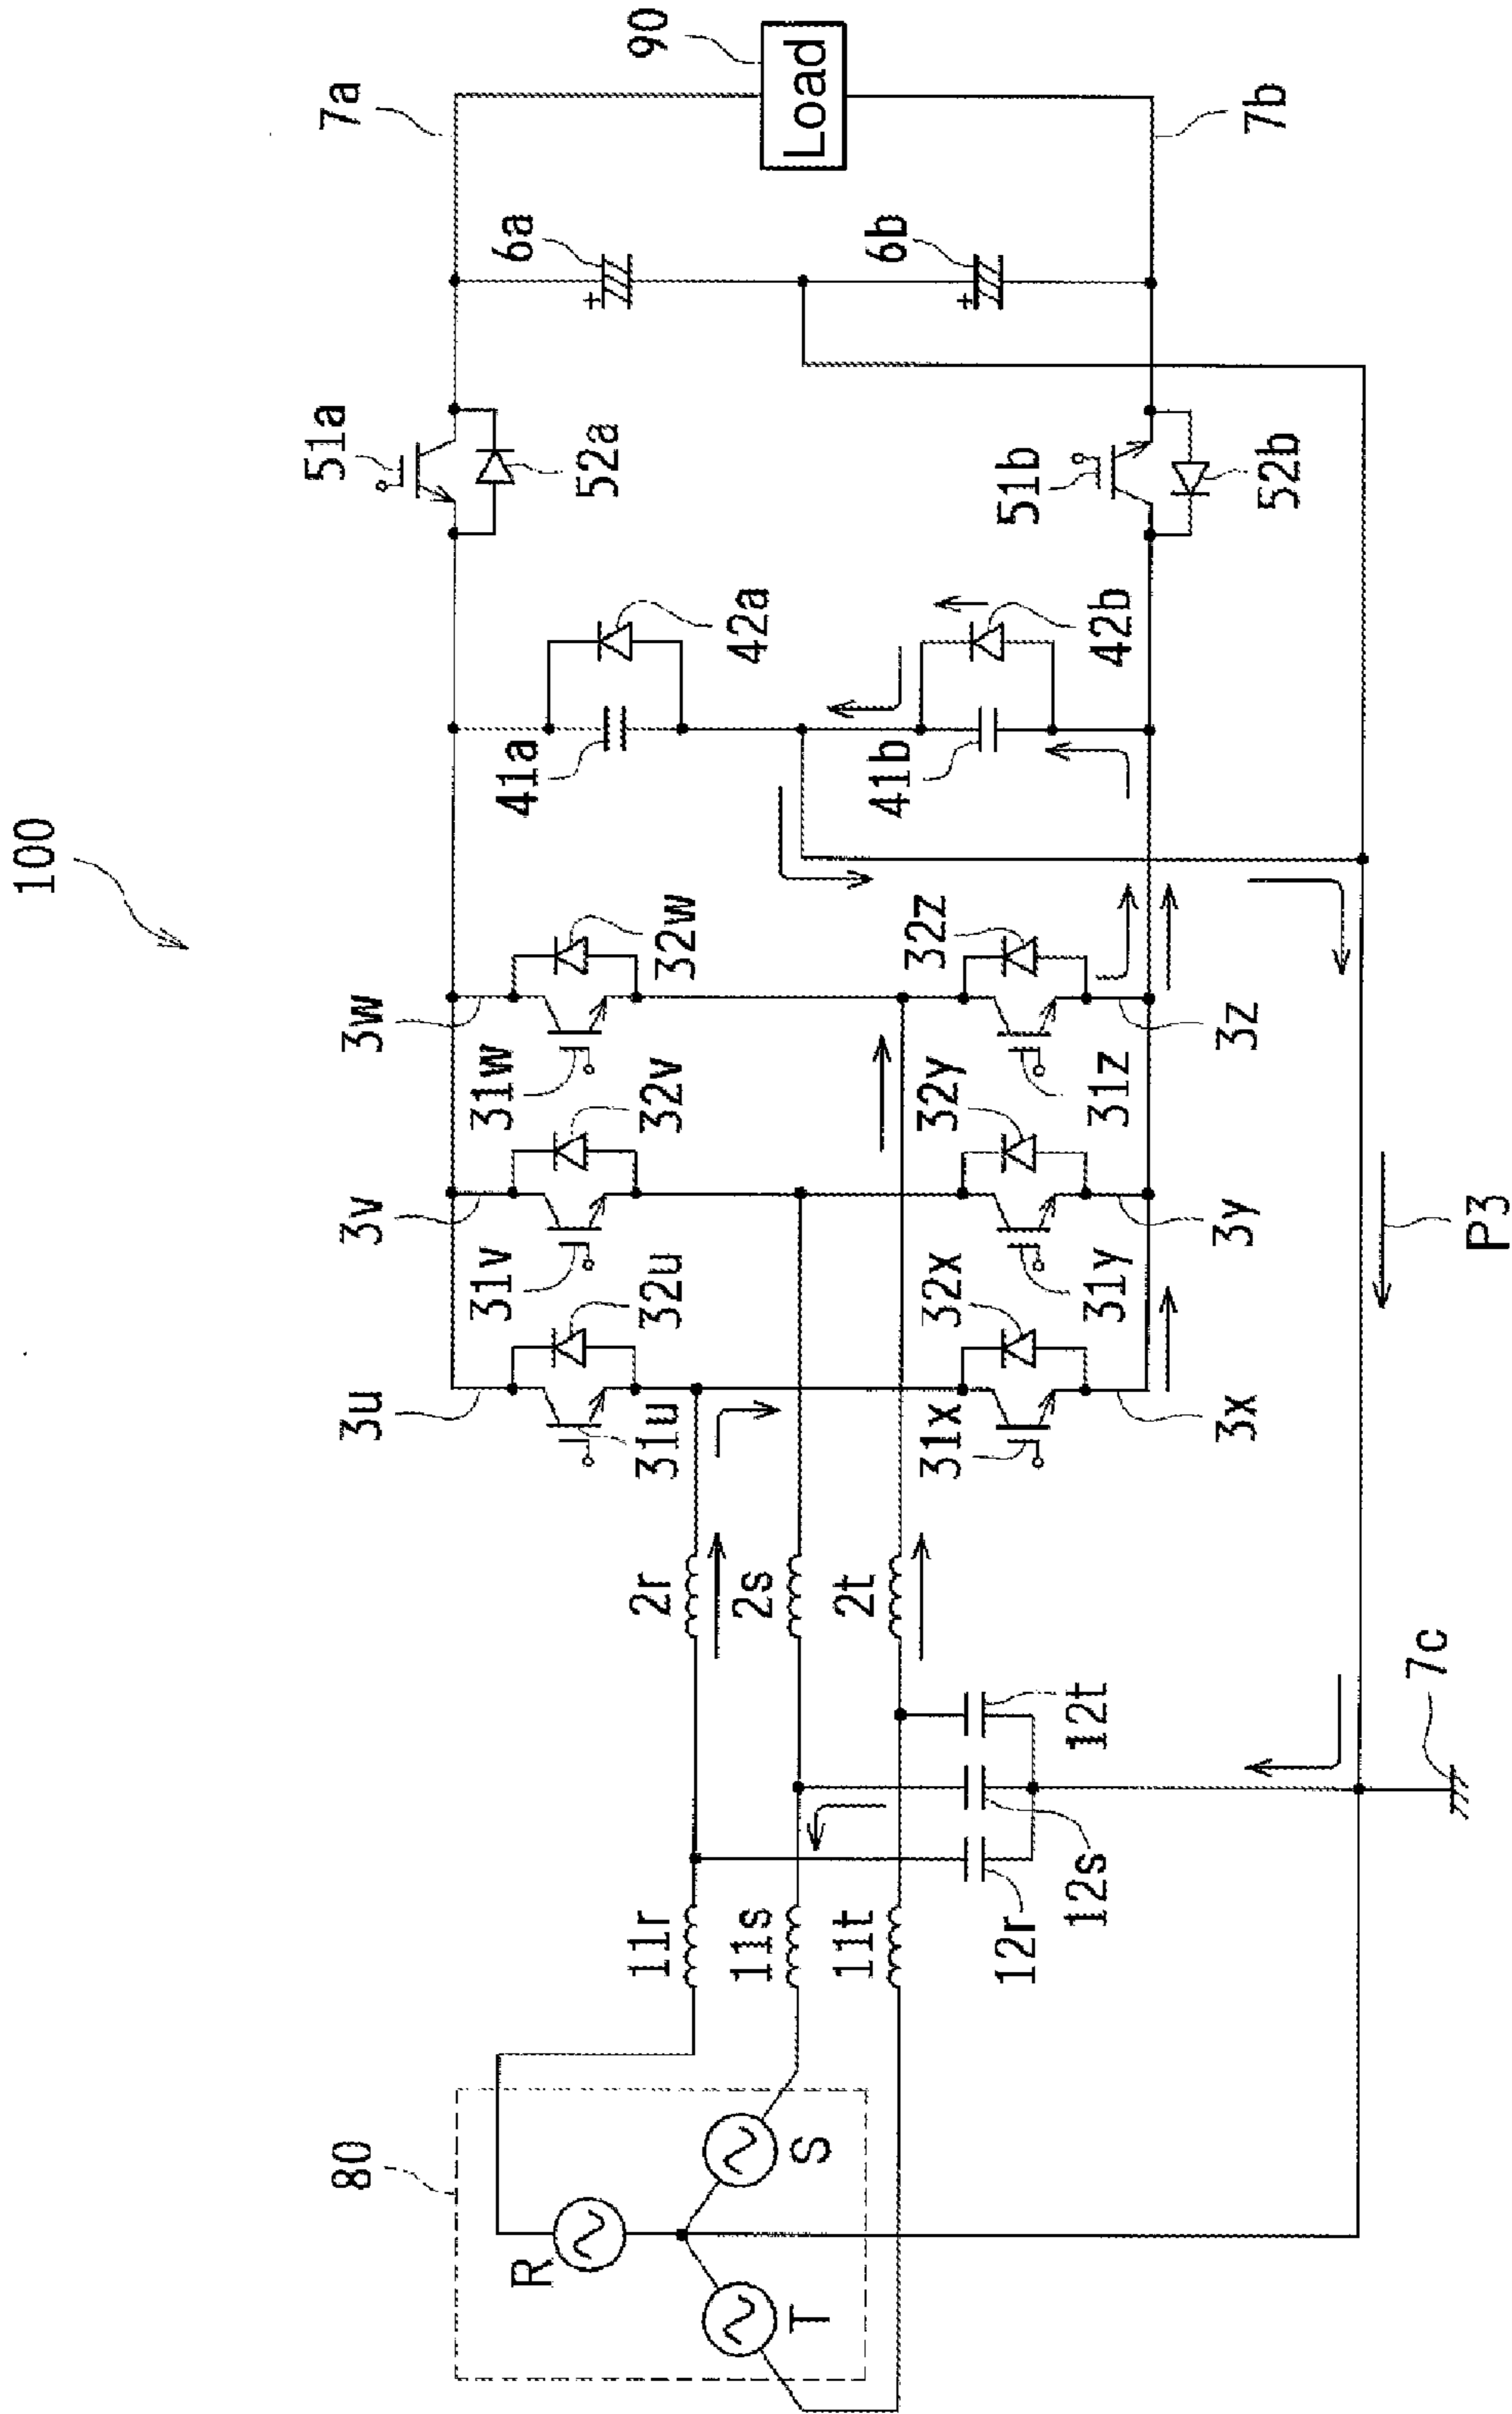 100
80
R
S
T
11r
11s
11t
12r
12s
12t
2r
2s
2t
3u
3v
3w
31u
31v
31w
32u
32v
32w
31x
31y
31z
32x
32y
32z
3x
3y
3z
41a
42a
41b
42b
51a
52a
51b
52b
+
6a
+
6b
7a
7b
90
Load
7c
P3